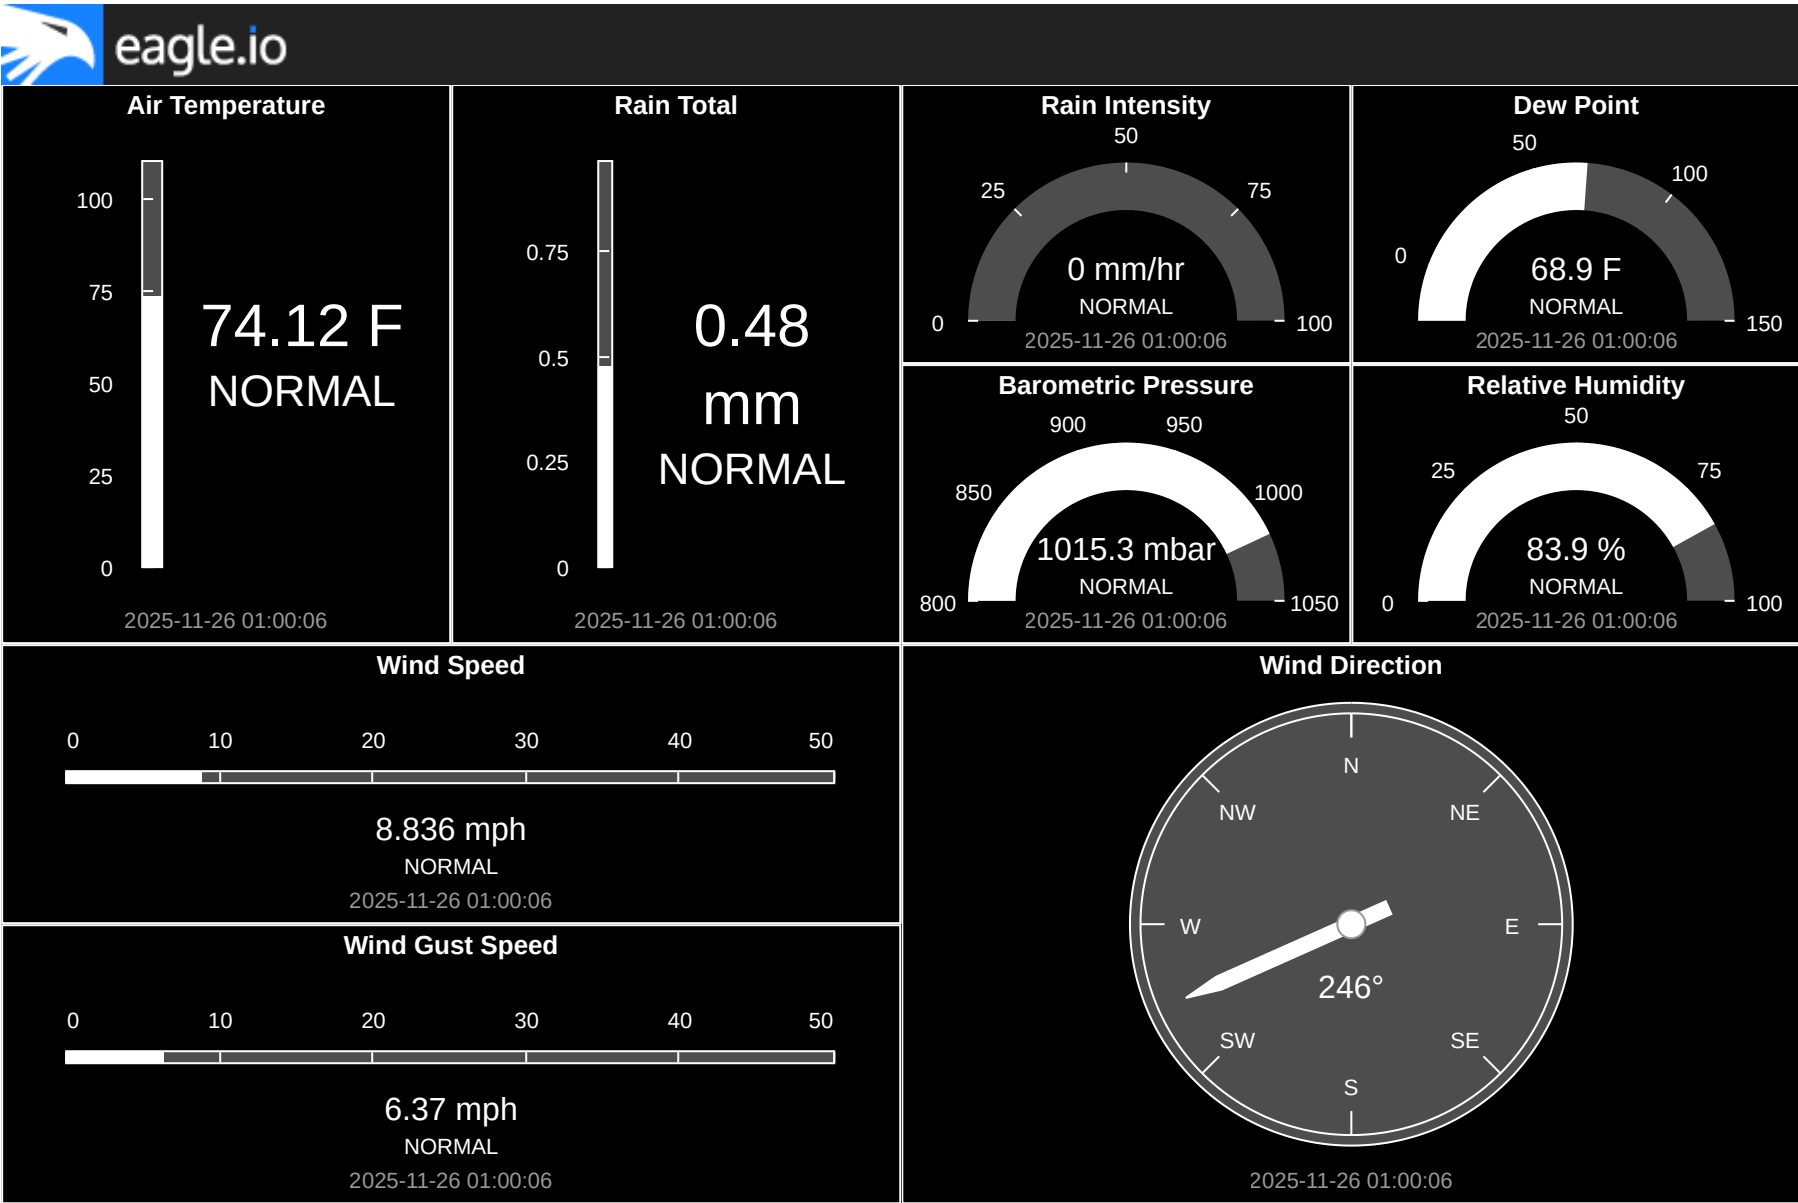 eagle.io
Air Temperature
100
75
50
25
0
74.12 F
NORMAL
2025-11-26 01:00:06
Rain Total
0.75
0.5
0.25
0
0.48
mm
NORMAL
2025-11-26 01:00:06
Rain Intensity
50
25
75
0
100
0 mm/hr
NORMAL
2025-11-26 01:00:06
Dew Point
50
100
0
150
68.9 F
NORMAL
2025-11-26 01:00:06
Barometric Pressure
900
950
850
1000
800
1050
1015.3 mbar
NORMAL
2025-11-26 01:00:06
Relative Humidity
50
25
75
0
100
83.9 %
NORMAL
2025-11-26 01:00:06
Wind Speed
0 10 20 30 40 50
8.836 mph
NORMAL
2025-11-26 01:00:06
Wind Gust Speed
0 10 20 30 40 50
6.37 mph
NORMAL
2025-11-26 01:00:06
Wind Direction
N
NW
NE
W
E
246°
SW
SE
S
2025-11-26 01:00:06